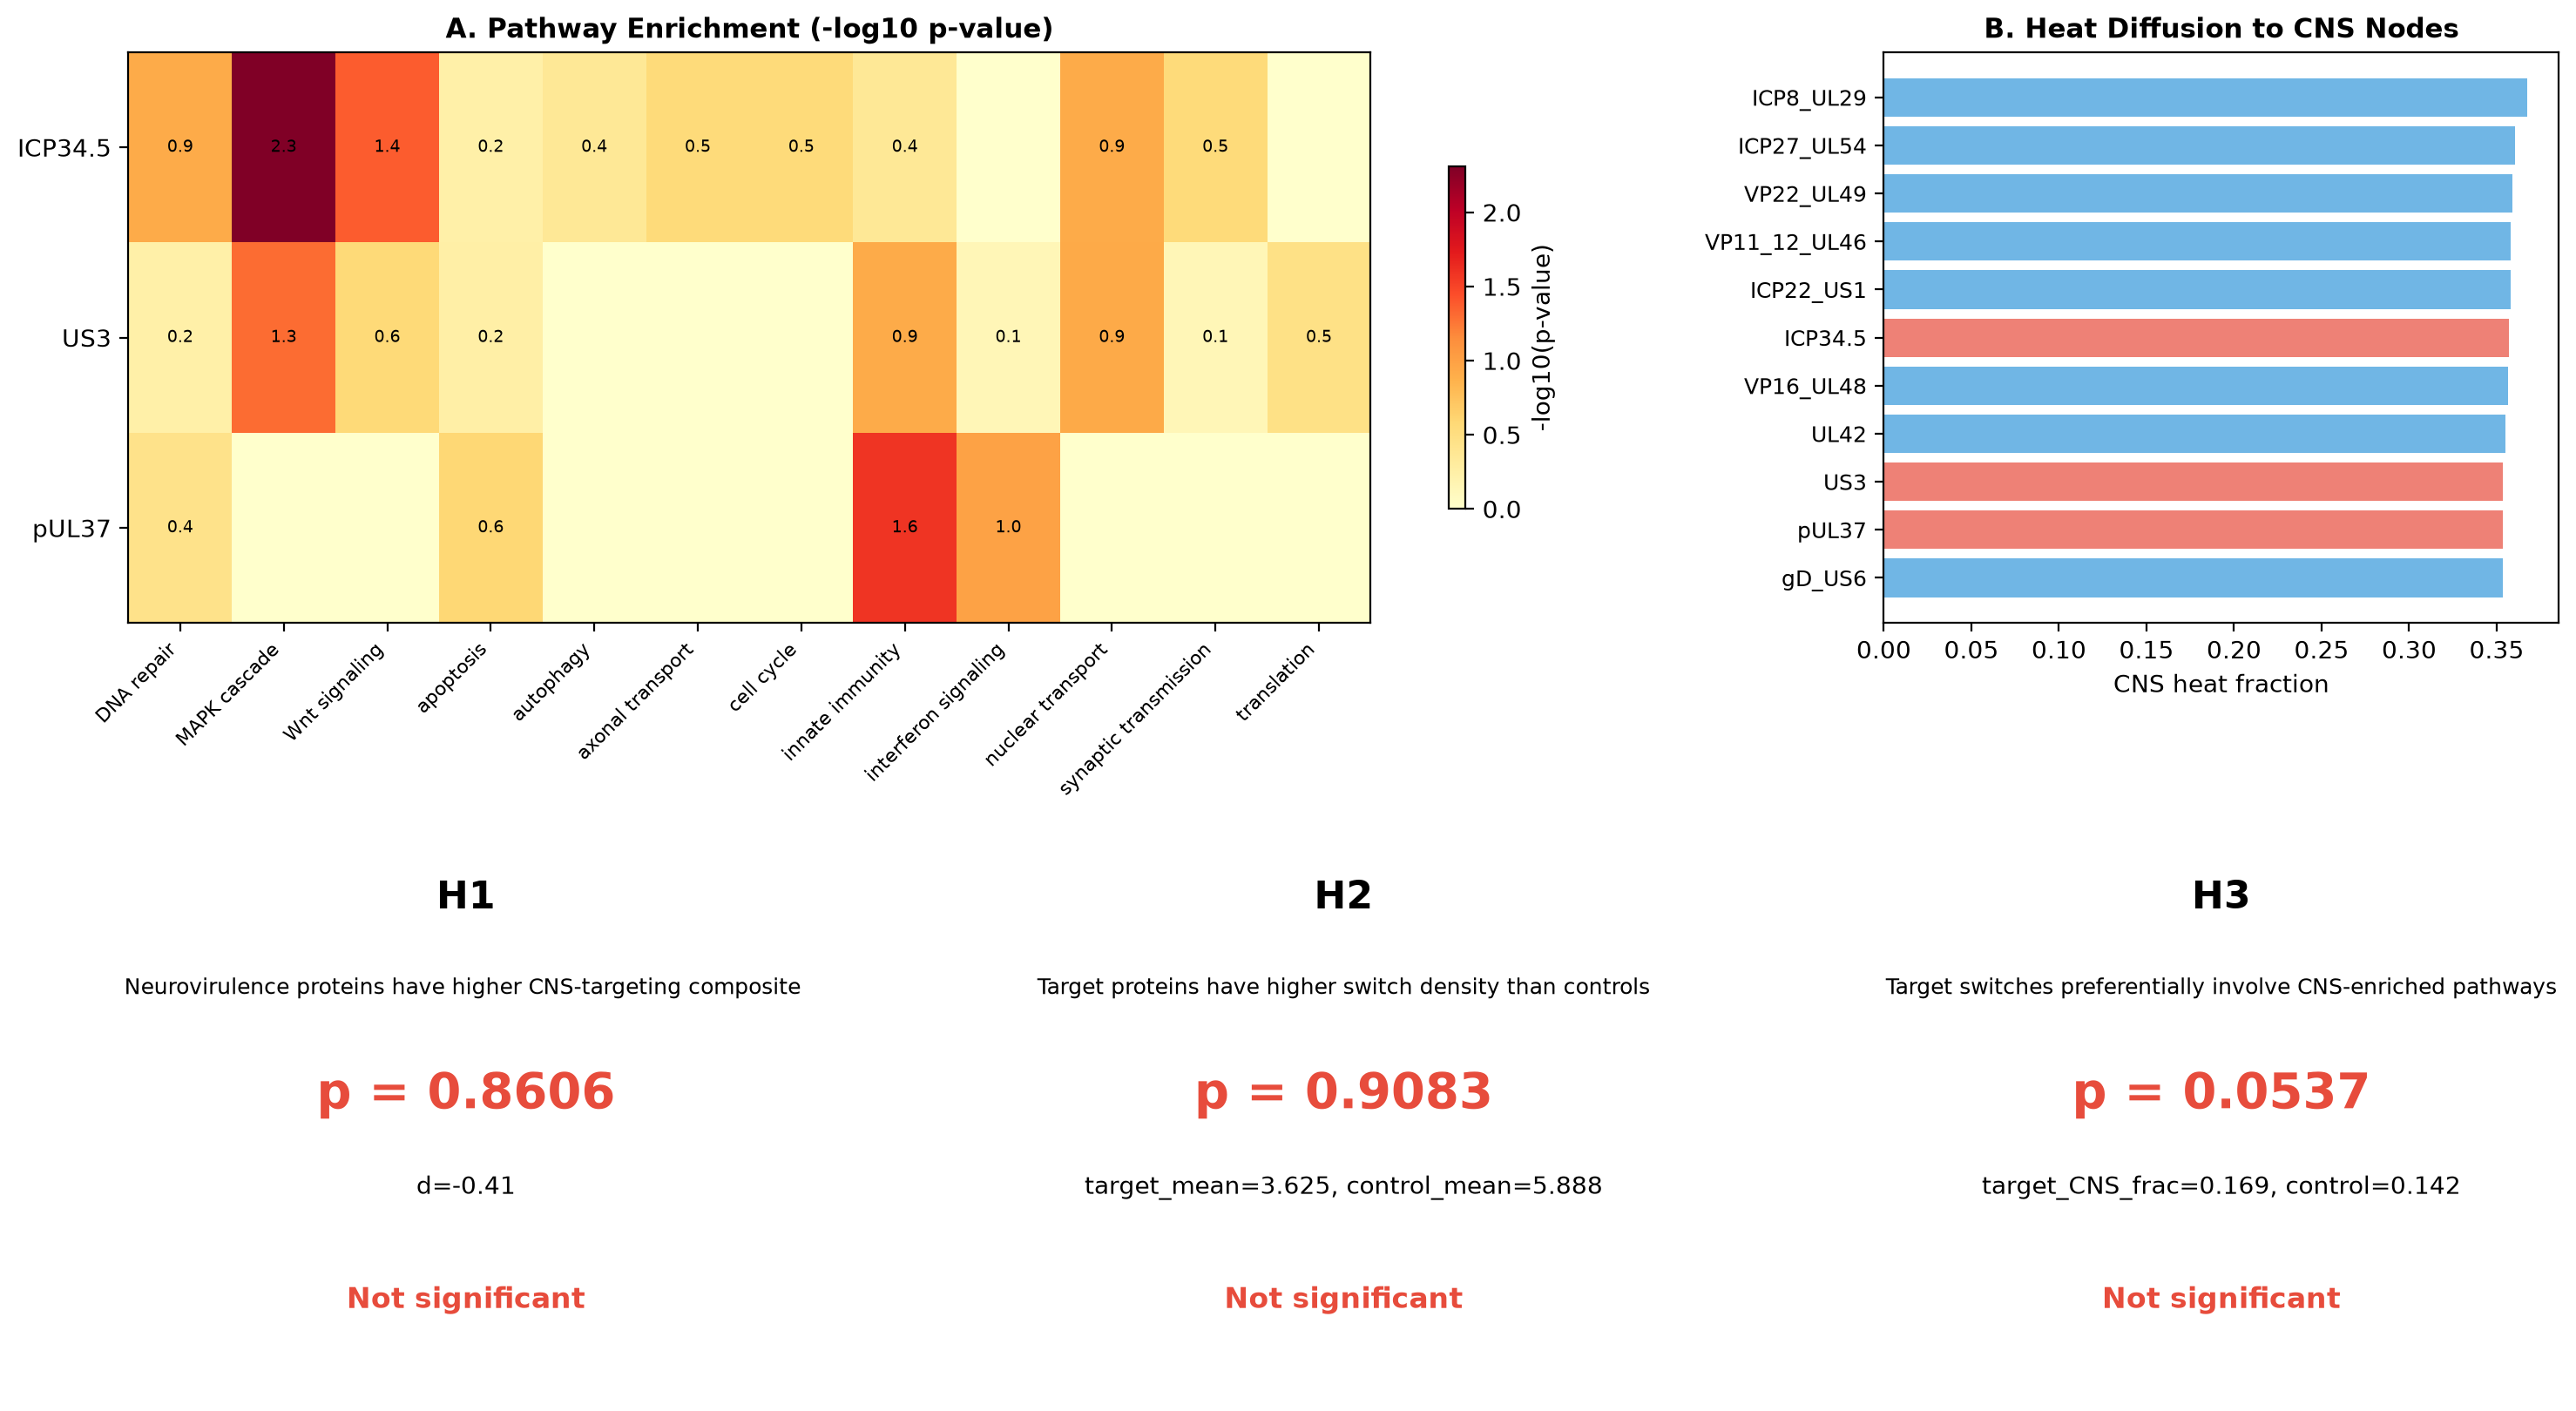 A. Pathway Enrichment (-log10 p-value)
ICP34.5
US3
pUL37
0.9 2.3 1.4 0.2 0.4 0.5 0.5 0.4 0.9 0.5
0.2 1.3 0.6 0.2 0.9 0.1 0.9 0.1 0.5
0.4 0.6 1.6 1.0
DNA repair
MAPK cascade
Wnt signaling
apoptosis
autophagy
axonal transport
cell cycle
innate immunity
interferon signaling
nuclear transport
synaptic transmission
translation
2.0
1.5
1.0
0.5
0.0
-log10(p-value)
B. Heat Diffusion to CNS Nodes
ICP8_UL29
ICP27_UL54
VP22_UL49
VP11_12_UL46
ICP22_US1
ICP34.5
VP16_UL48
UL42
US3
pUL37
gD_US6
0.00 0.05 0.10 0.15 0.20 0.25 0.30 0.35
CNS heat fraction
H1
Neurovirulence proteins have higher CNS-targeting composite
p = 0.8606
d=-0.41
Not significant
H2
Target proteins have higher switch density than controls
p = 0.9083
target_mean=3.625, control_mean=5.888
Not significant
H3
Target switches preferentially involve CNS-enriched pathways
p = 0.0537
target_CNS_frac=0.169, control=0.142
Not significant